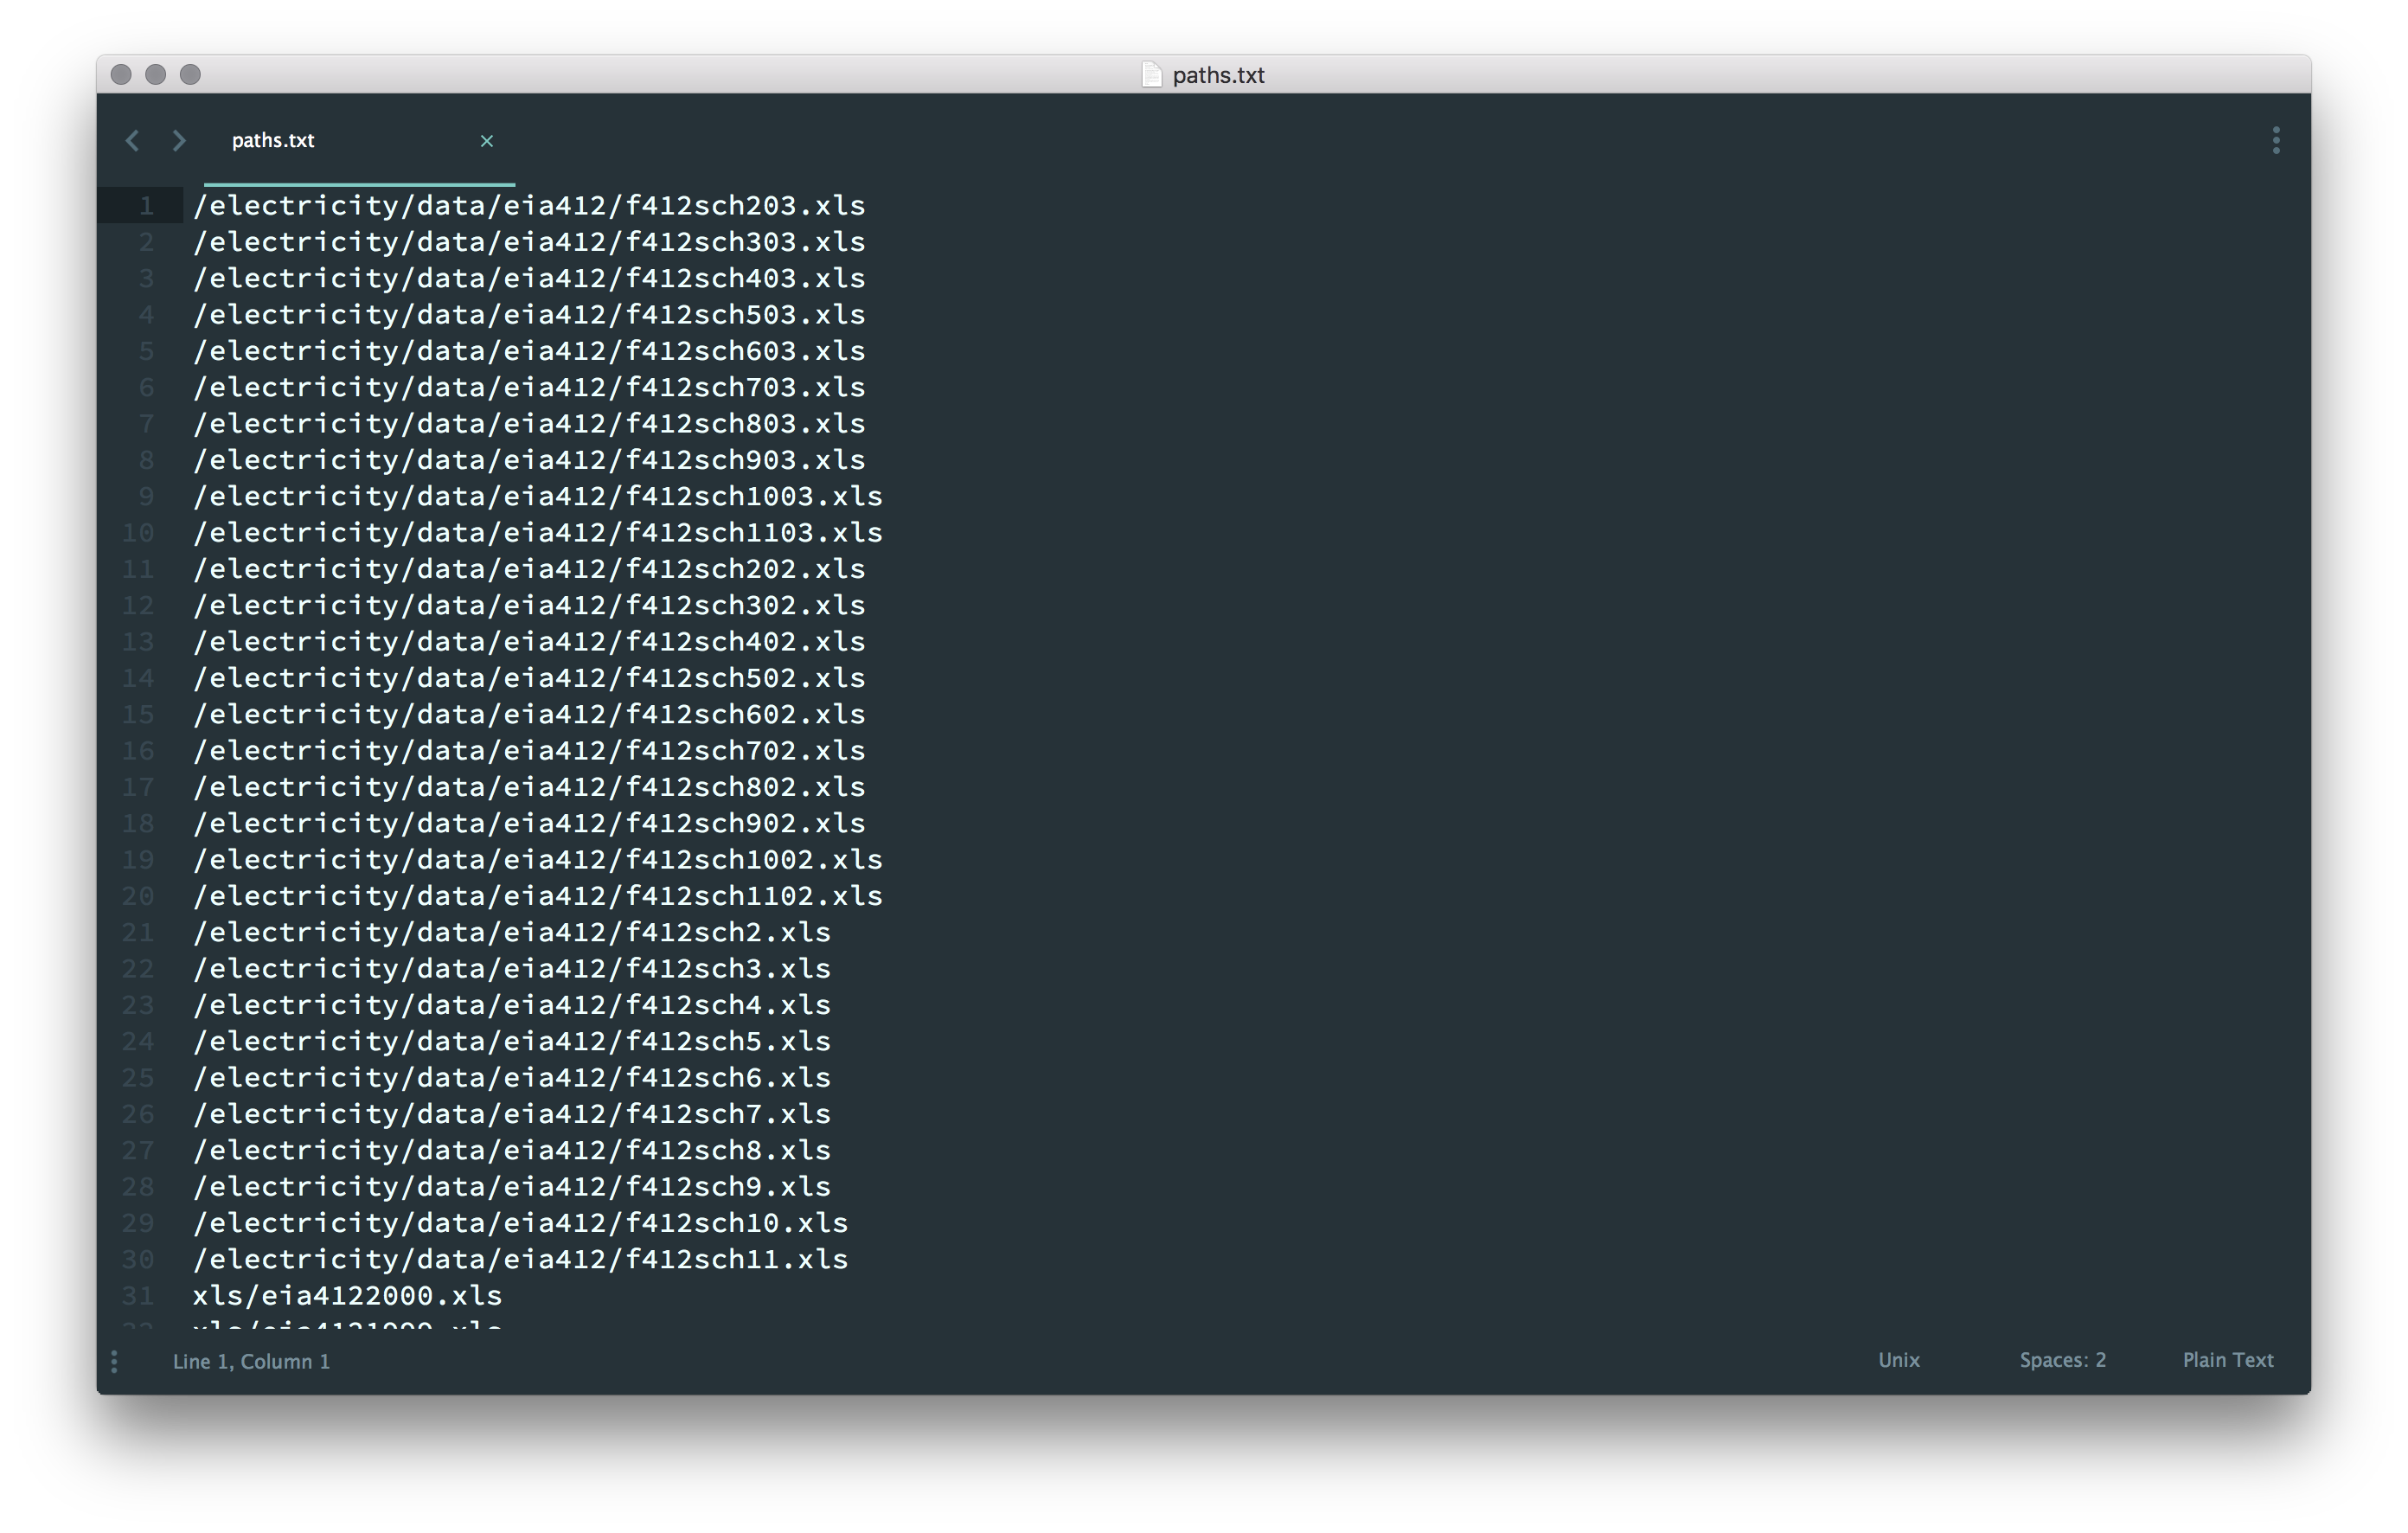 paths.txt
paths.txt ×
1 /electricity/data/eia412/f412sch203.xls
2 /electricity/data/eia412/f412sch303.xls
3 /electricity/data/eia412/f412sch403.xls
4 /electricity/data/eia412/f412sch503.xls
5 /electricity/data/eia412/f412sch603.xls
6 /electricity/data/eia412/f412sch703.xls
7 /electricity/data/eia412/f412sch803.xls
8 /electricity/data/eia412/f412sch903.xls
9 /electricity/data/eia412/f412sch1003.xls
10 /electricity/data/eia412/f412sch1103.xls
11 /electricity/data/eia412/f412sch202.xls
12 /electricity/data/eia412/f412sch302.xls
13 /electricity/data/eia412/f412sch402.xls
14 /electricity/data/eia412/f412sch502.xls
15 /electricity/data/eia412/f412sch602.xls
16 /electricity/data/eia412/f412sch702.xls
17 /electricity/data/eia412/f412sch802.xls
18 /electricity/data/eia412/f412sch902.xls
19 /electricity/data/eia412/f412sch1002.xls
20 /electricity/data/eia412/f412sch1102.xls
21 /electricity/data/eia412/f412sch2.xls
22 /electricity/data/eia412/f412sch3.xls
23 /electricity/data/eia412/f412sch4.xls
24 /electricity/data/eia412/f412sch5.xls
25 /electricity/data/eia412/f412sch6.xls
26 /electricity/data/eia412/f412sch7.xls
27 /electricity/data/eia412/f412sch8.xls
28 /electricity/data/eia412/f412sch9.xls
29 /electricity/data/eia412/f412sch10.xls
30 /electricity/data/eia412/f412sch11.xls
31 xls/eia4122000.xls
Line 1, Column 1 Unix Spaces: 2 Plain Text